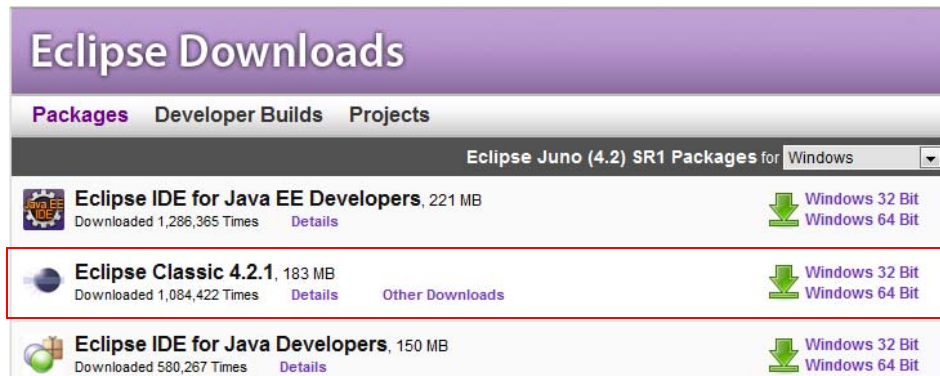 Eclipse Downloads
Packages Developer Builds Projects
Eclipse Juno (4.2) SR1 Packages for Windows
Java EE
IDE
Eclipse IDE for Java EE Developers, 221 MB
Windows 32 Bit
Downloaded 1,286,365 Times Details
Windows 64 Bit
Eclipse Classic 4.2.1, 183 MB
Windows 32 Bit
Downloaded 1,084,422 Times Details Other Downloads
Windows 64 Bit
Eclipse IDE for Java Developers, 150 MB
Windows 32 Bit
Downloaded 580,267 Times Details
Windows 64 Bit